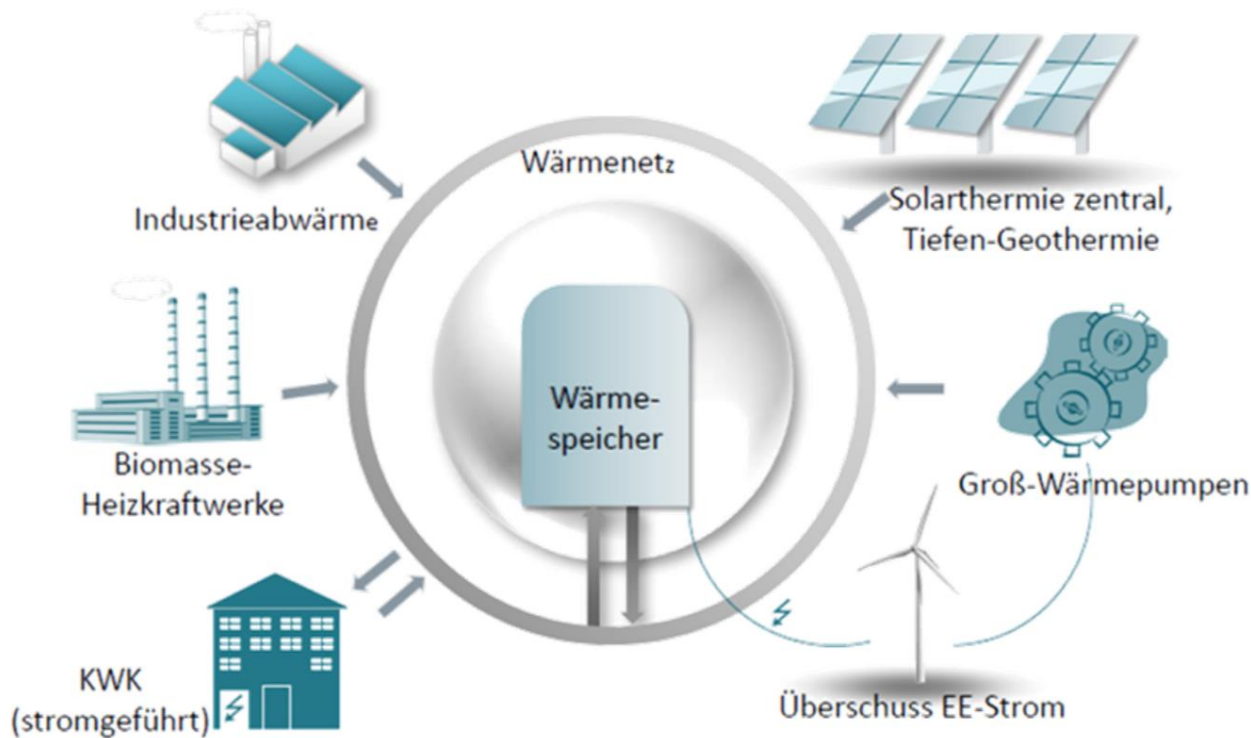 Wärmenetz
Industrieabwärme
Solarthermie zentral,
Tiefen-Geothermie
Wärme-
speicher
Biomasse-
Heizkraftwerke
Groß-Wärmepumpen
KWK
(stromgeführt)
Überschuss EE-Strom